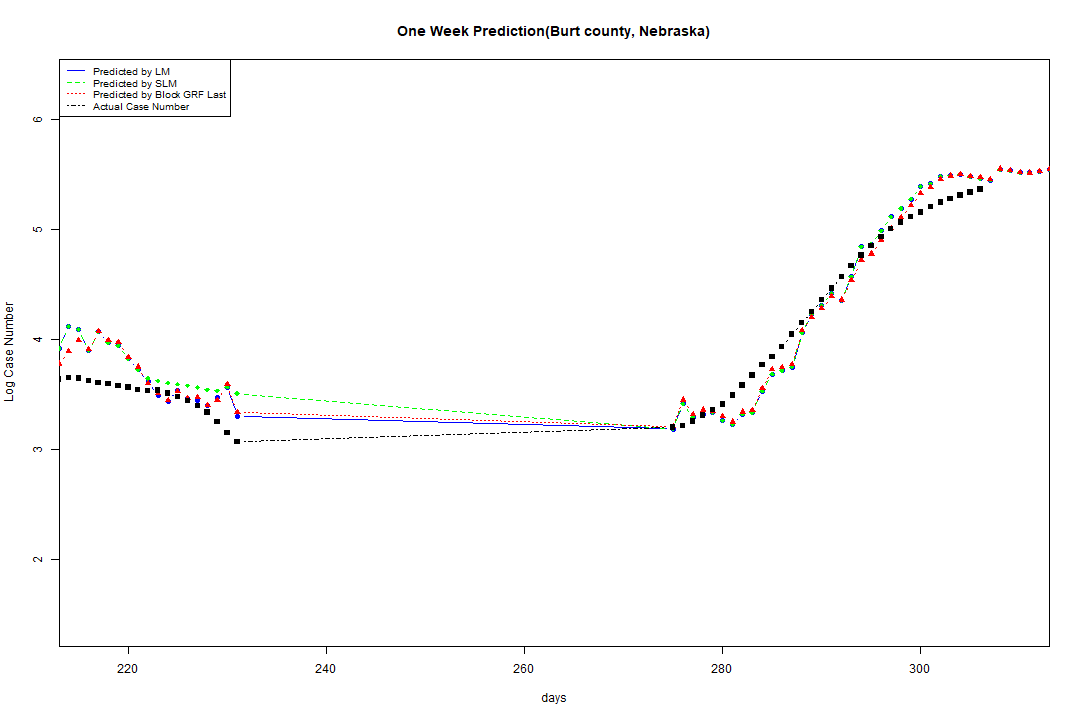 One Week Prediction(Burt county, Nebraska)
Predicted by LM
Predicted by SLM
Predicted by Block GRF Last
Actual Case Number
Log Case Number
6
5
4
3
2
220 240 260 280 300
days